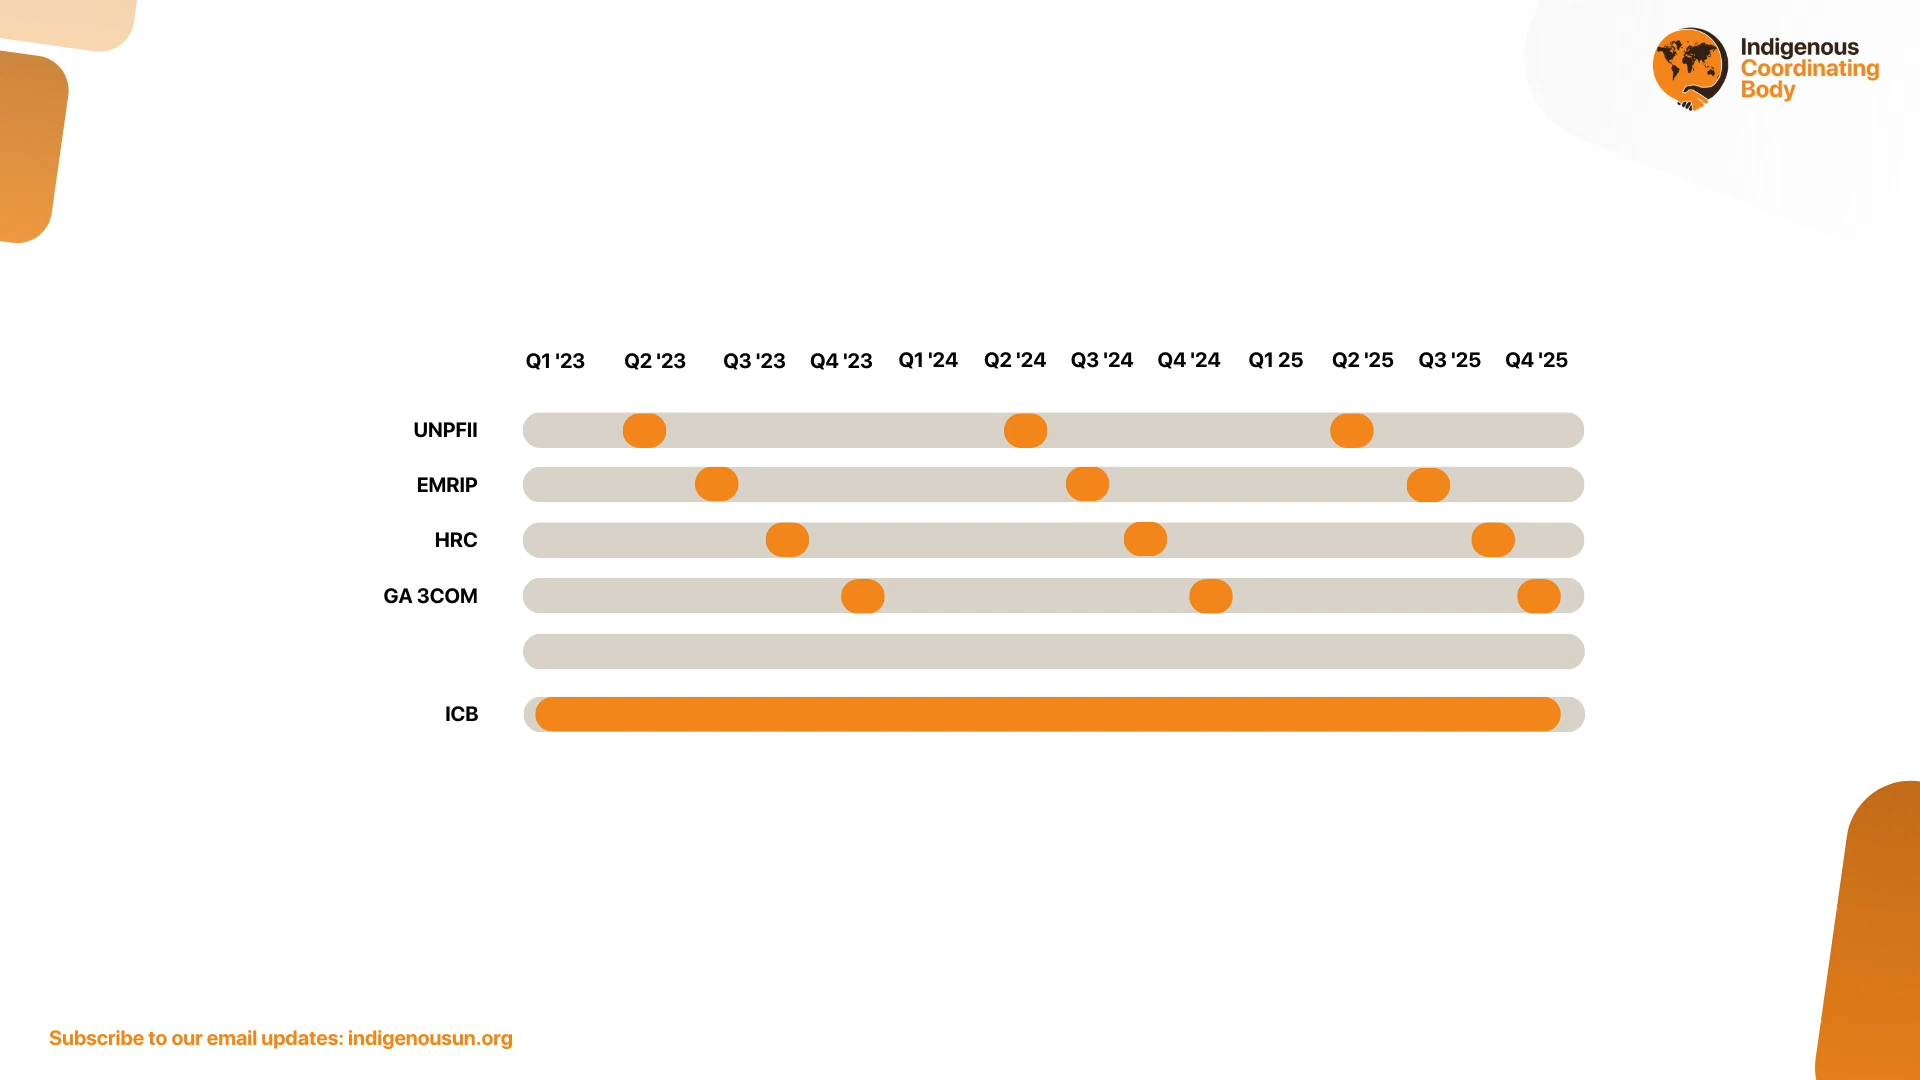 Indigenous
Coordinating
Body
Q1 '23 Q2 '23 Q3 '23 Q4 '23 Q1 '24 Q2 '24 Q3 '24 Q4 '24 Q1 25 Q2 '25 Q3 '25 Q4 '25
UNPFII
EMRIP
HRC
GA 3COM
ICB
Subscribe to our email updates: indigenousun.org